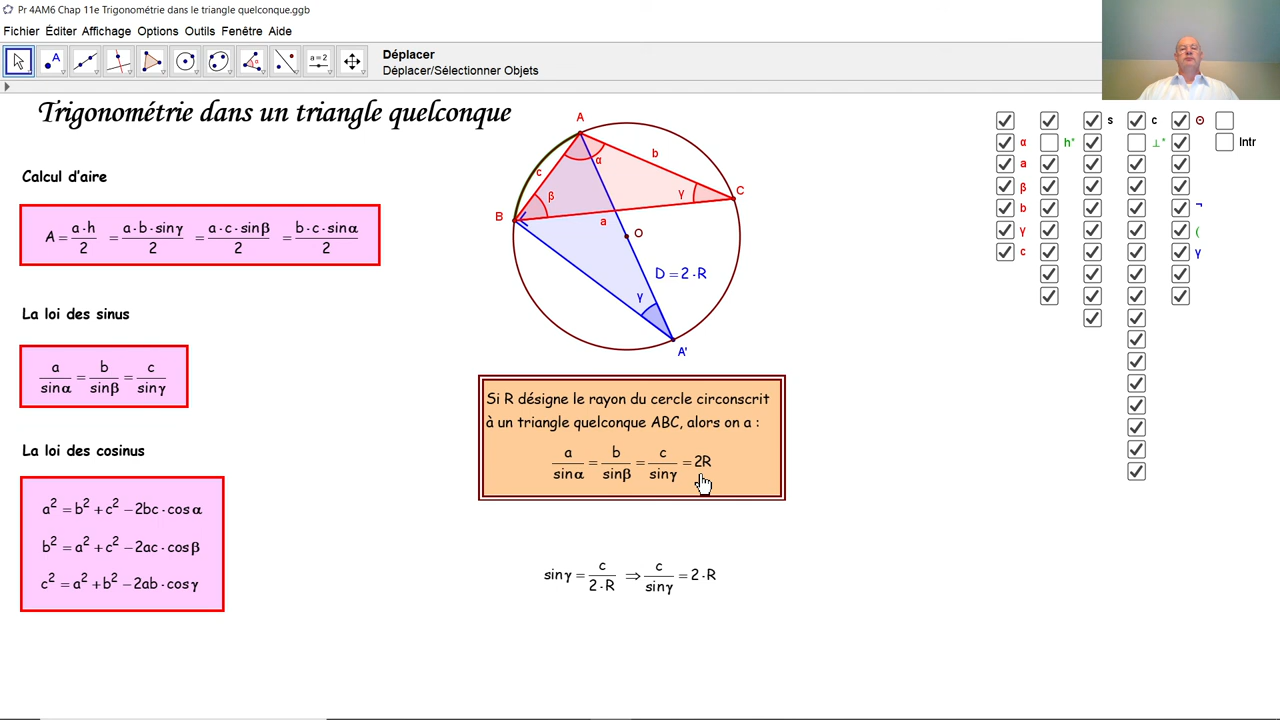 Pr 4AM6 Chap 11e Trigonométrie dans le triangle quelconque.ggb
Fichier Éditer Affichage Options Outils Fenêtre Aide
A a=2
Déplacer
Déplacer/Sélectionner Objets
Trigonométrie dans un triangle quelconque
Calcul d'aire
A = a·h/2 = a·b·sinγ/2 = a·c·sinβ/2 = b·c·sinα/2
La loi des sinus
a/sinα = b/sinβ = c/sinγ
La loi des cosinus
a² = b² + c² − 2bc·cosα
b² = a² + c² − 2ac·cosβ
c² = a² + b² − 2ab·cosγ
A
b
c
α
C
β
γ
B
a
O
D = 2·R
γ
A'
Si R désigne le rayon du cercle circonscrit
à un triangle quelconque ABC, alors on a :
a/sinα = b/sinβ = c/sinγ = 2R
sinγ = c/2·R ⇒ c/sinγ = 2·R
s c ⊙
α h* ⊥* Intr
a
β
b ¬
γ (
c γ